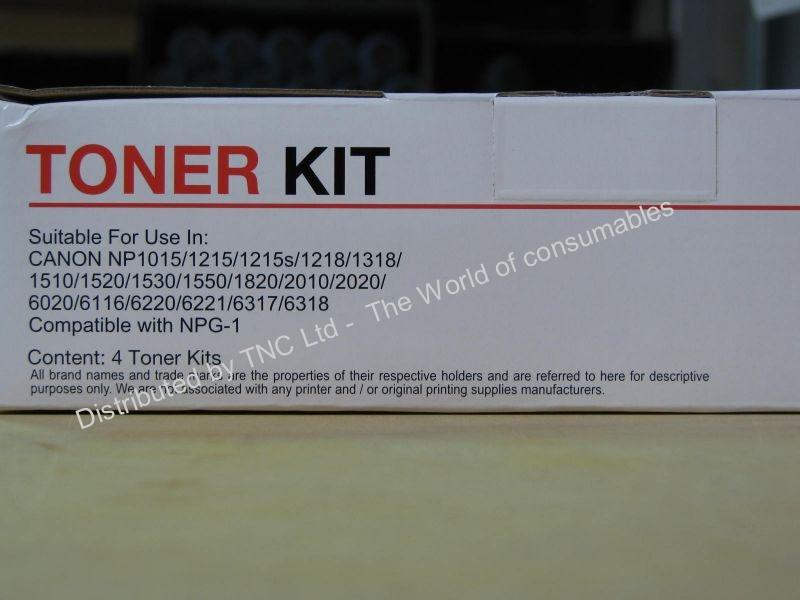 TONER KIT
Suitable For Use In:
CANON NP1015/1215/1215s/1218/1318/
1510/1520/1530/1550/1820/2010/2020/
6020/6116/6220/6221/6317/6318
Compatible with NPG-1
Content: 4 Toner Kits
All brand names and trade marks are the properties of their respective holders and are referred to here for descriptive
purposes only. We are not associated with any printer and / or original printing supplies manufacturers.
Distributed by TNC Ltd - The World of consumables